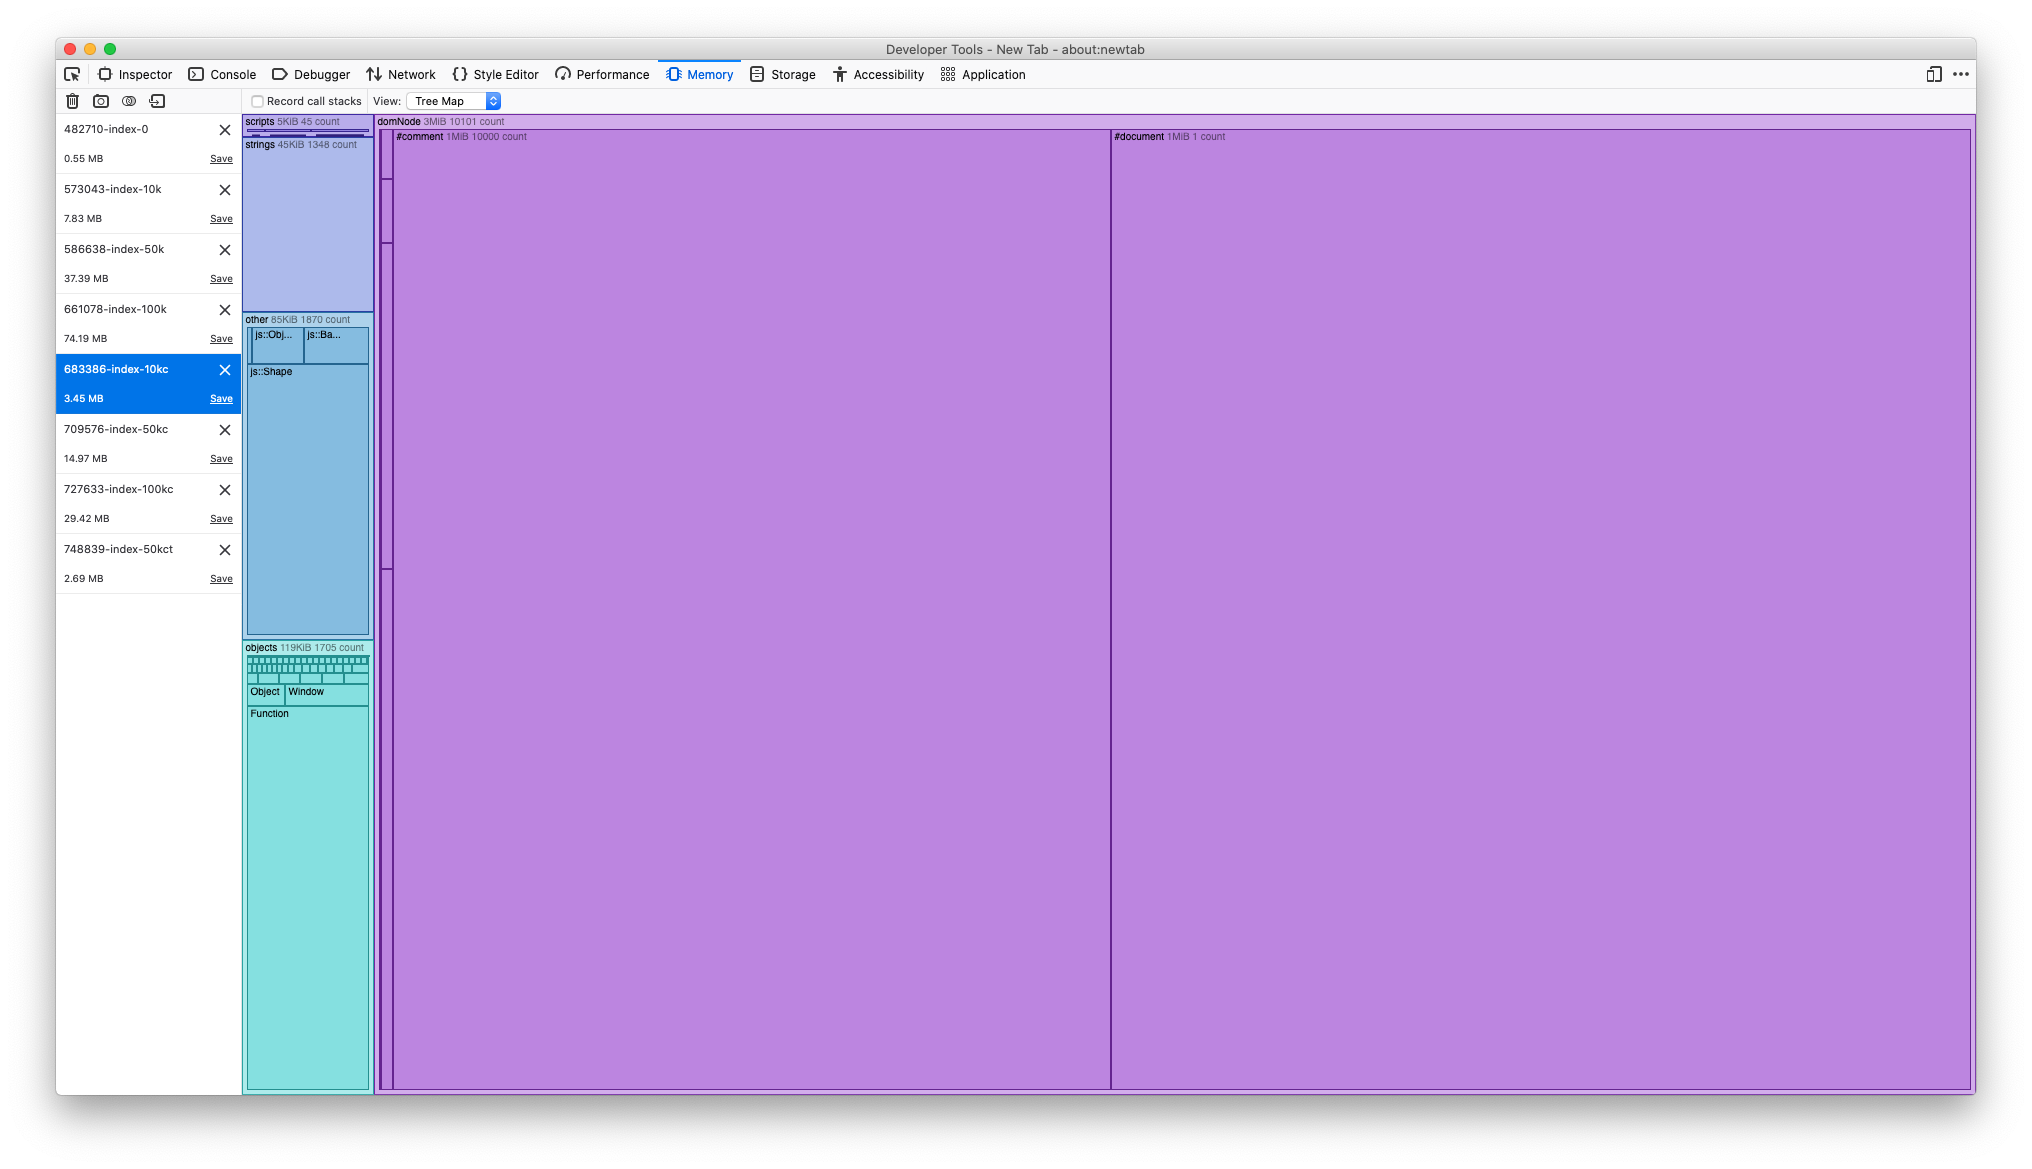 Developer Tools - New Tab - about:newtab
Inspector Console Debugger Network Style Editor Performance Memory Storage Accessibility Application
Record call stacks View: Tree Map
482710-index-0
0.55 MB Save
573043-index-10k
7.83 MB Save
586638-index-50k
37.39 MB Save
661078-index-100k
74.19 MB Save
683386-index-10kc
3.45 MB Save
709576-index-50kc
14.97 MB Save
727633-index-100kc
29.42 MB Save
748839-index-50kct
2.69 MB Save
scripts 5KiB 45 count
strings 45KiB 1348 count
other 85KiB 1870 count
js::Obj... js::Ba...
js::Shape
objects 119KiB 1705 count
Object Window
Function
domNode 3MiB 10101 count
#comment 1MiB 10000 count
#document 1MiB 1 count